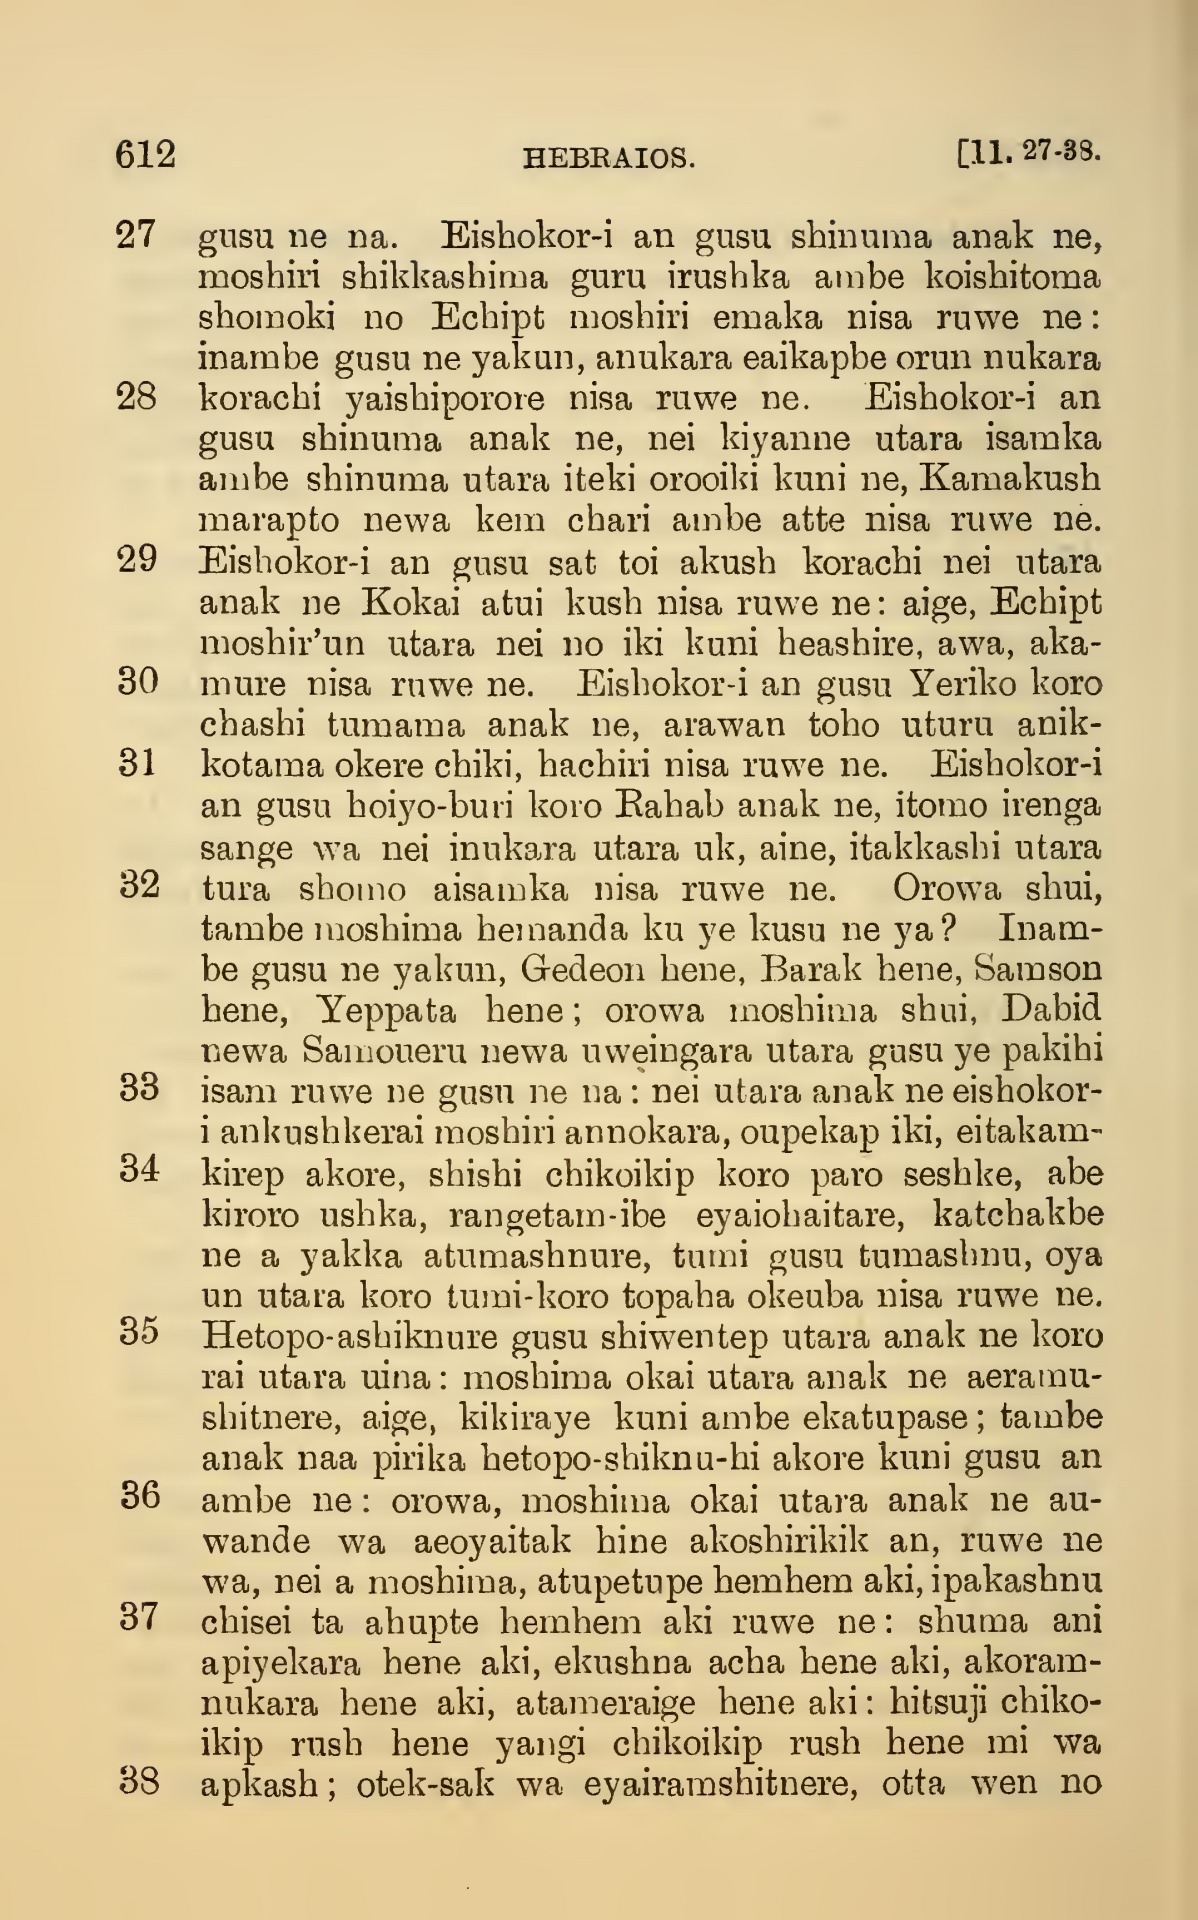 612 HEBRAIOS. [11. 27-38.
27 gusu ne na. Eishokor-i an gusu shinuma anak ne,
moshiri shikkashima guru irushka ambe koishitoma
shomoki no Echipt moshiri emaka nisa ruwe ne:
inambe gusu ne yakun, anukara eaikapbe orun nukara
28 korachi yaishiporore nisa ruwe ne. Eishokor-i an
gusu shinuma anak ne, nei kiyanne utara isamka
ambe shinuma utara iteki orooiki kuni ne, Kamakush
marapto newa kem chari ambe atte nisa ruwe ne.
29 Eishokor-i an gusu sat toi akush korachi nei utara
anak ne Kokai atui kush nisa ruwe ne: aige, Echipt
moshir'un utara nei no iki kuni heashire, awa, aka-
30 mure nisa ruwe ne. Eishokor-i an gusu Yeriko koro
chashi tumama anak ne, arawan toho uturu anik-
31 kotama okere chiki, hachiri nisa ruwe ne. Eishokor-i
an gusu hoiyo-buri koro Rahab anak ne, itomo irenga
sange wa nei inukara utara uk, aine, itakkashi utara
32 tura shomo aisamka nisa ruwe ne. Orowa shui,
tambe moshima hemanda ku ye kusu ne ya? Inam-
be gusu ne yakun, Gedeon hene, Barak hene, Samson
hene, Yeppata hene; orowa moshima shui, Dabid
newa Samoueru newa uweingara utara gusu ye pakihi
33 isam ruwe ne gusu ne na: nei utara anak ne eishokor-
i ankushkerai moshiri annokara, oupekap iki, eitakam-
34 kirep akore, shishi chikoikip koro paro seshke, abe
kiroro ushka, rangetam-ibe eyaiohaitare, katchakbe
ne a yakka atumashnure, tumi gusu tumashnu, oya
un utara koro tumi-koro topaha okeuba nisa ruwe ne.
35 Hetopo-ashiknure gusu shiwentep utara anak ne koro
rai utara uina: moshima okai utara anak ne aeramu-
shitnere, aige, kikiraye kuni ambe ekatupase; tambe
anak naa pirika hetopo-shiknu-hi akore kuni gusu an
36 ambe ne: orowa, moshima okai utara anak ne au-
wande wa aeoyaitak hine akoshirikik an, ruwe ne
wa, nei a moshima, atupetupe hemhem aki, ipakashnu
37 chisei ta ahupte hemhem aki ruwe ne: shuma ani
apiyekara hene aki, ekushna acha hene aki, akoram-
nukara hene aki, atameraige hene aki: hitsuji chiko-
ikip rush hene yangi chikoikip rush hene mi wa
38 apkash; otek-sak wa eyairamshitnere, otta wen no